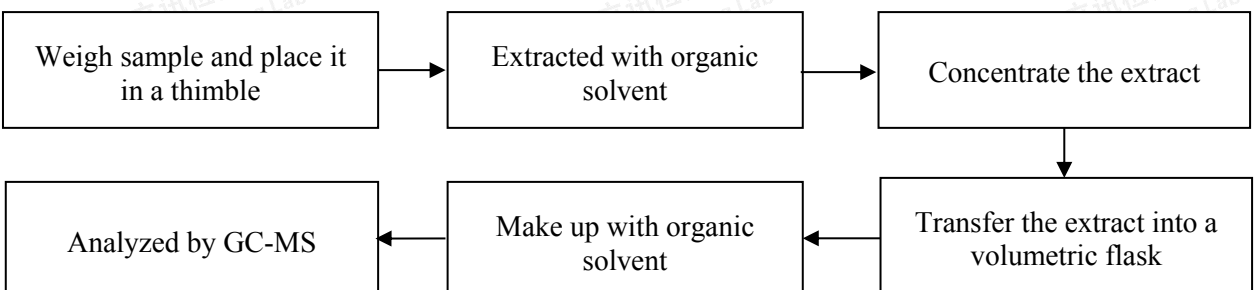 Weigh sample and place it
in a thimble
Extracted with organic
solvent
Concentrate the extract
Transfer the extract into a
volumetric flask
Make up with organic
solvent
Analyzed by GC-MS